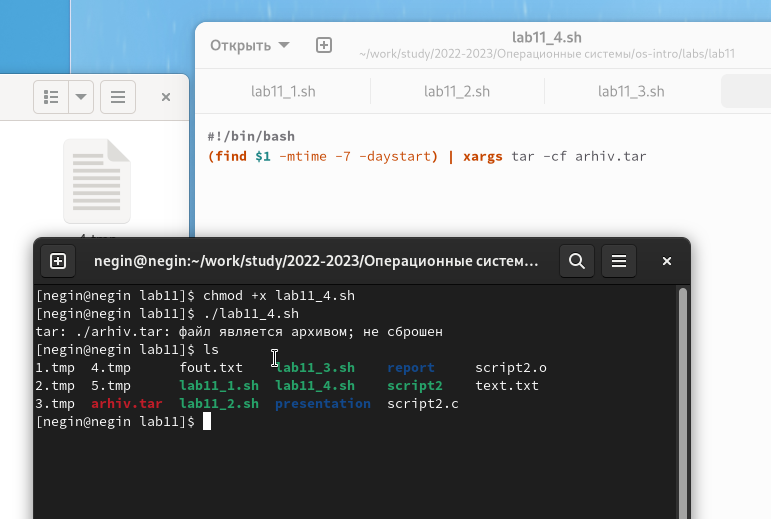 Открыть
lab11_4.sh
~/work/study/2022-2023/Операционные системы/os-intro/labs/lab11
lab11_1.sh lab11_2.sh lab11_3.sh
#!/bin/bash
(find $1 -mtime -7 -daystart) | xargs tar -cf arhiv.tar
negin@negin:~/work/study/2022-2023/Операционные систем...
[negin@negin lab11]$ chmod +x lab11_4.sh
[negin@negin lab11]$ ./lab11_4.sh
tar: ./arhiv.tar: файл является архивом; не сброшен
[negin@negin lab11]$ ls
1.tmp 4.tmp fout.txt lab11_3.sh report script2.o
2.tmp 5.tmp lab11_1.sh lab11_4.sh script2 text.txt
3.tmp arhiv.tar lab11_2.sh presentation script2.c
[negin@negin lab11]$